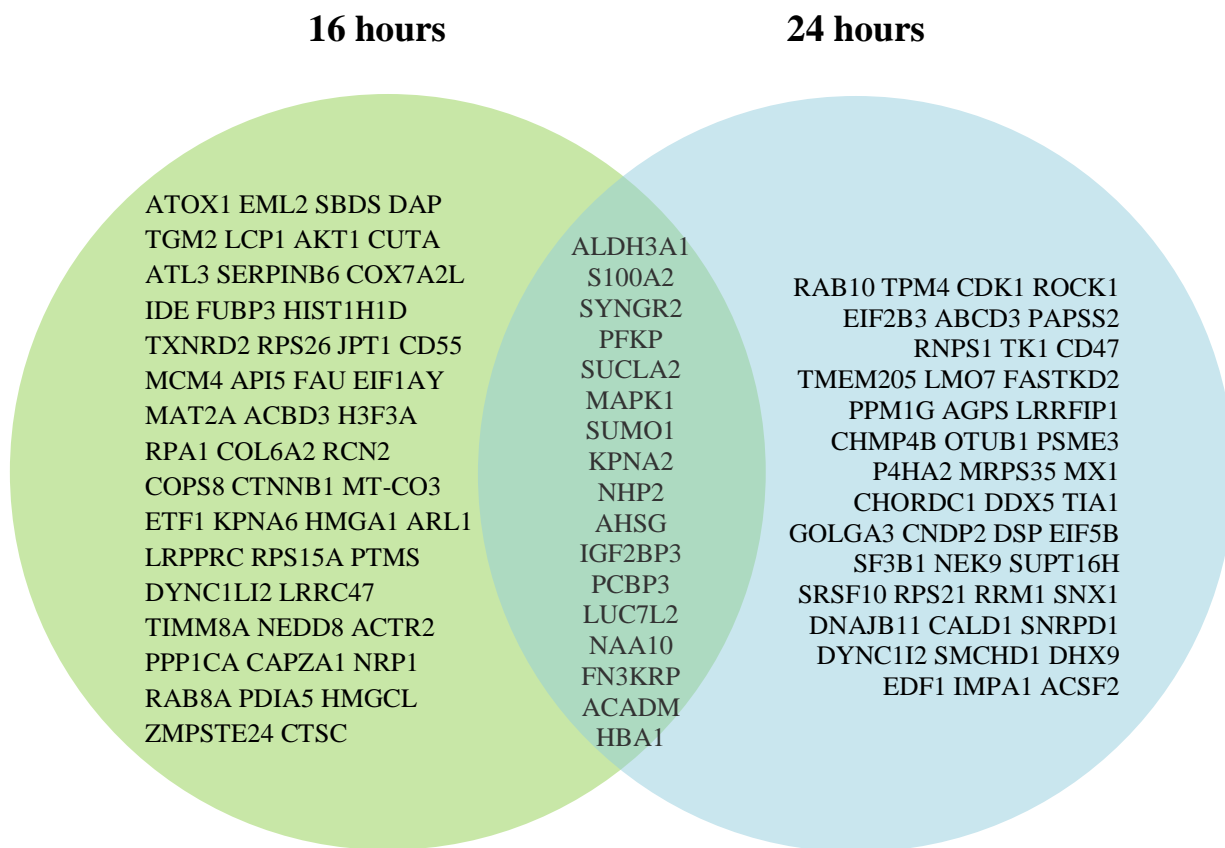 16 hours
24 hours
ATOX1 EML2 SBDS DAP
TGM2 LCP1 AKT1 CUTA
ATL3 SERPINB6 COX7A2L
IDE FUBP3 HIST1H1D
TXNRD2 RPS26 JPT1 CD55
MCM4 API5 FAU EIF1AY
MAT2A ACBD3 H3F3A
RPA1 COL6A2 RCN2
COPS8 CTNNB1 MT-CO3
ETF1 KPNA6 HMGA1 ARL1
LRPPRC RPS15A PTMS
DYNC1LI2 LRRC47
TIMM8A NEDD8 ACTR2
PPP1CA CAPZA1 NRP1
RAB8A PDIA5 HMGCL
ZMPSTE24 CTSC
ALDH3A1
S100A2
SYNGR2
PFKP
SUCLA2
MAPK1
SUMO1
KPNA2
NHP2
AHSG
IGF2BP3
PCBP3
LUC7L2
NAA10
FN3KRP
ACADM
HBA1
RAB10 TPM4 CDK1 ROCK1
EIF2B3 ABCD3 PAPSS2
RNPS1 TK1 CD47
TMEM205 LMO7 FASTKD2
PPM1G AGPS LRRFIP1
CHMP4B OTUB1 PSME3
P4HA2 MRPS35 MX1
CHORDC1 DDX5 TIA1
GOLGA3 CNDP2 DSP EIF5B
SF3B1 NEK9 SUPT16H
SRSF10 RPS21 RRM1 SNX1
DNAJB11 CALD1 SNRPD1
DYNC1I2 SMCHD1 DHX9
EDF1 IMPA1 ACSF2